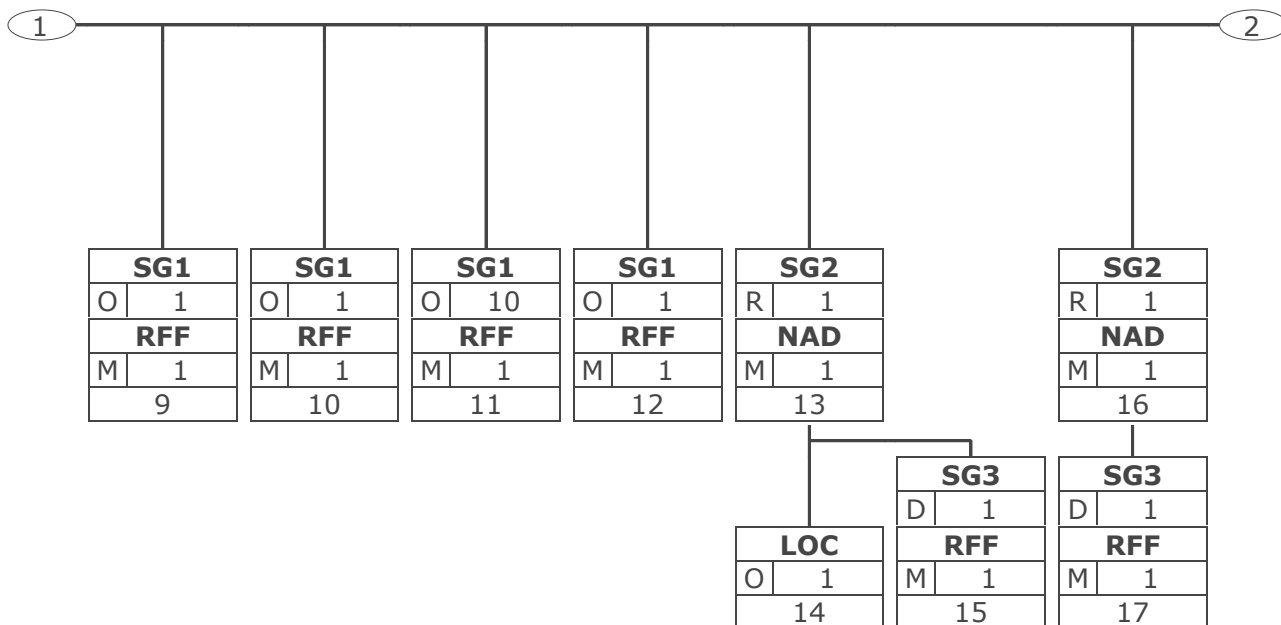 1 2
SG1 SG1 SG1 SG1 SG2 SG2
O 1 O 1 O 10 O 1 R 1 R 1
RFF RFF RFF RFF NAD NAD
M 1 M 1 M 1 M 1 M 1 M 1
9 10 11 12 13 16
SG3 SG3
D 1 D 1
LOC RFF RFF
O 1 M 1 M 1
14 15 17